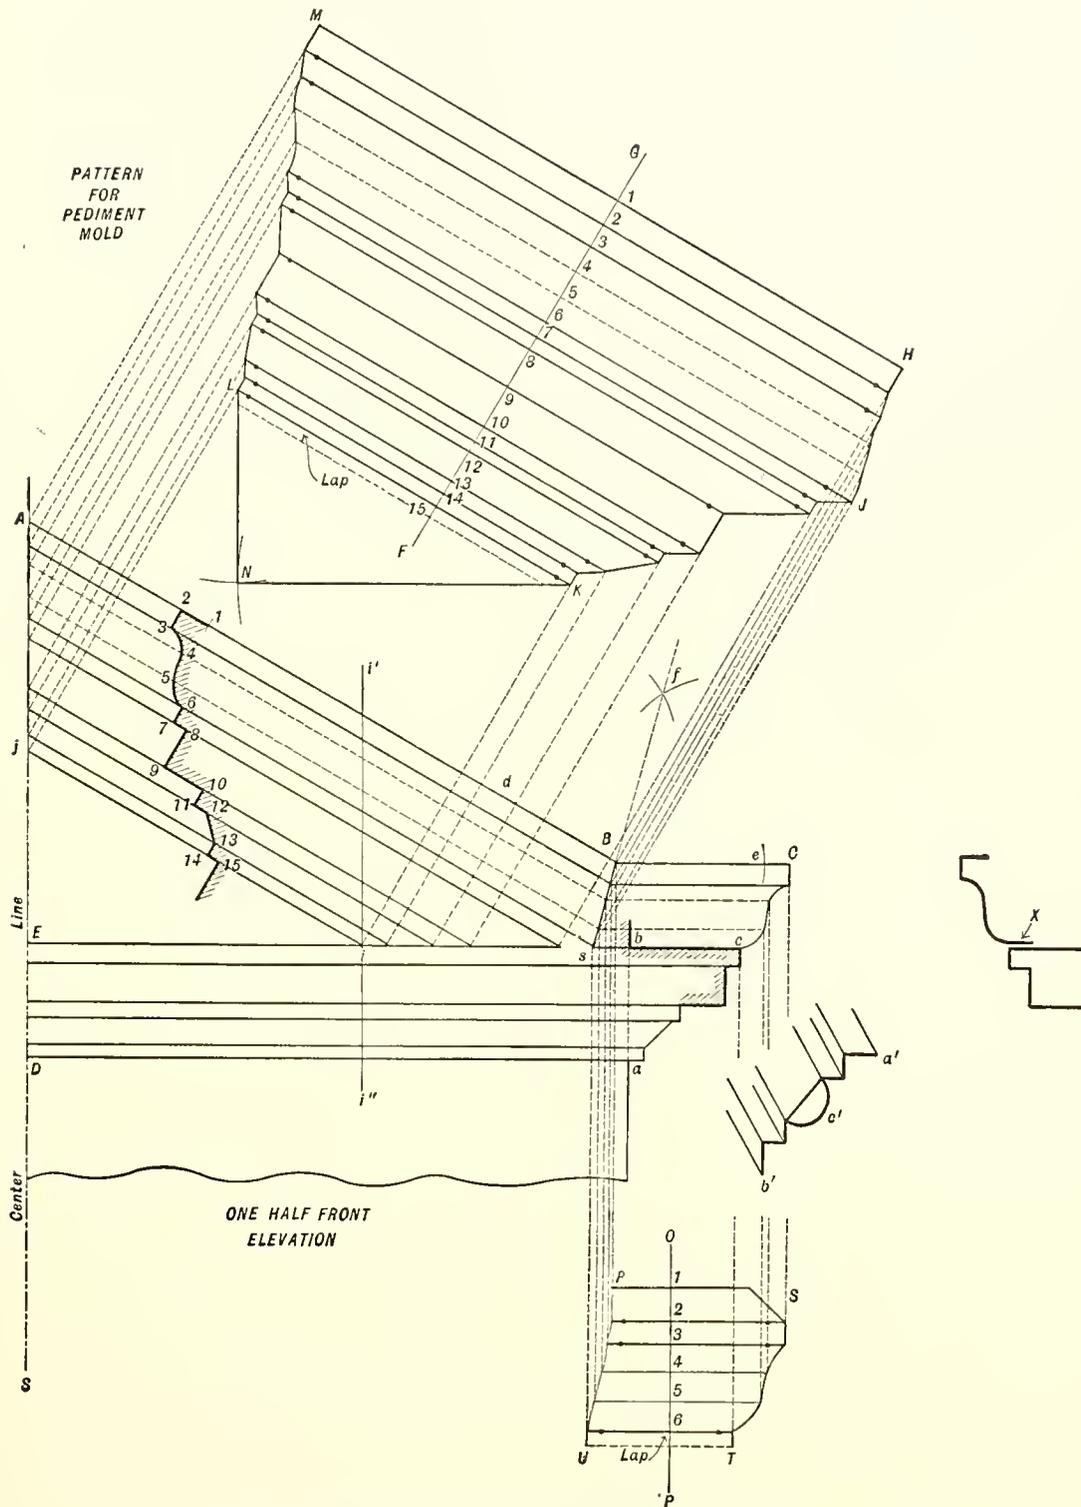 M
G
PATTERN
FOR
PEDIMENT
MOLD
1
2
3
4
5
6
7
8
H
9
L
10
11
12
Lap
13
14
15
J
A
F
N
K
2
1
3
4
i'
f
5
6
7
8
j
9
10
d
11
12
B
13
e
C
14
15
Line
E
b
X
s
c
D
a
a'
i"
c'
b'
Center
ONE HALF FRONT
ELEVATION
O
P
1
S
2
3
4
5
S
6
U
Lap
T
P